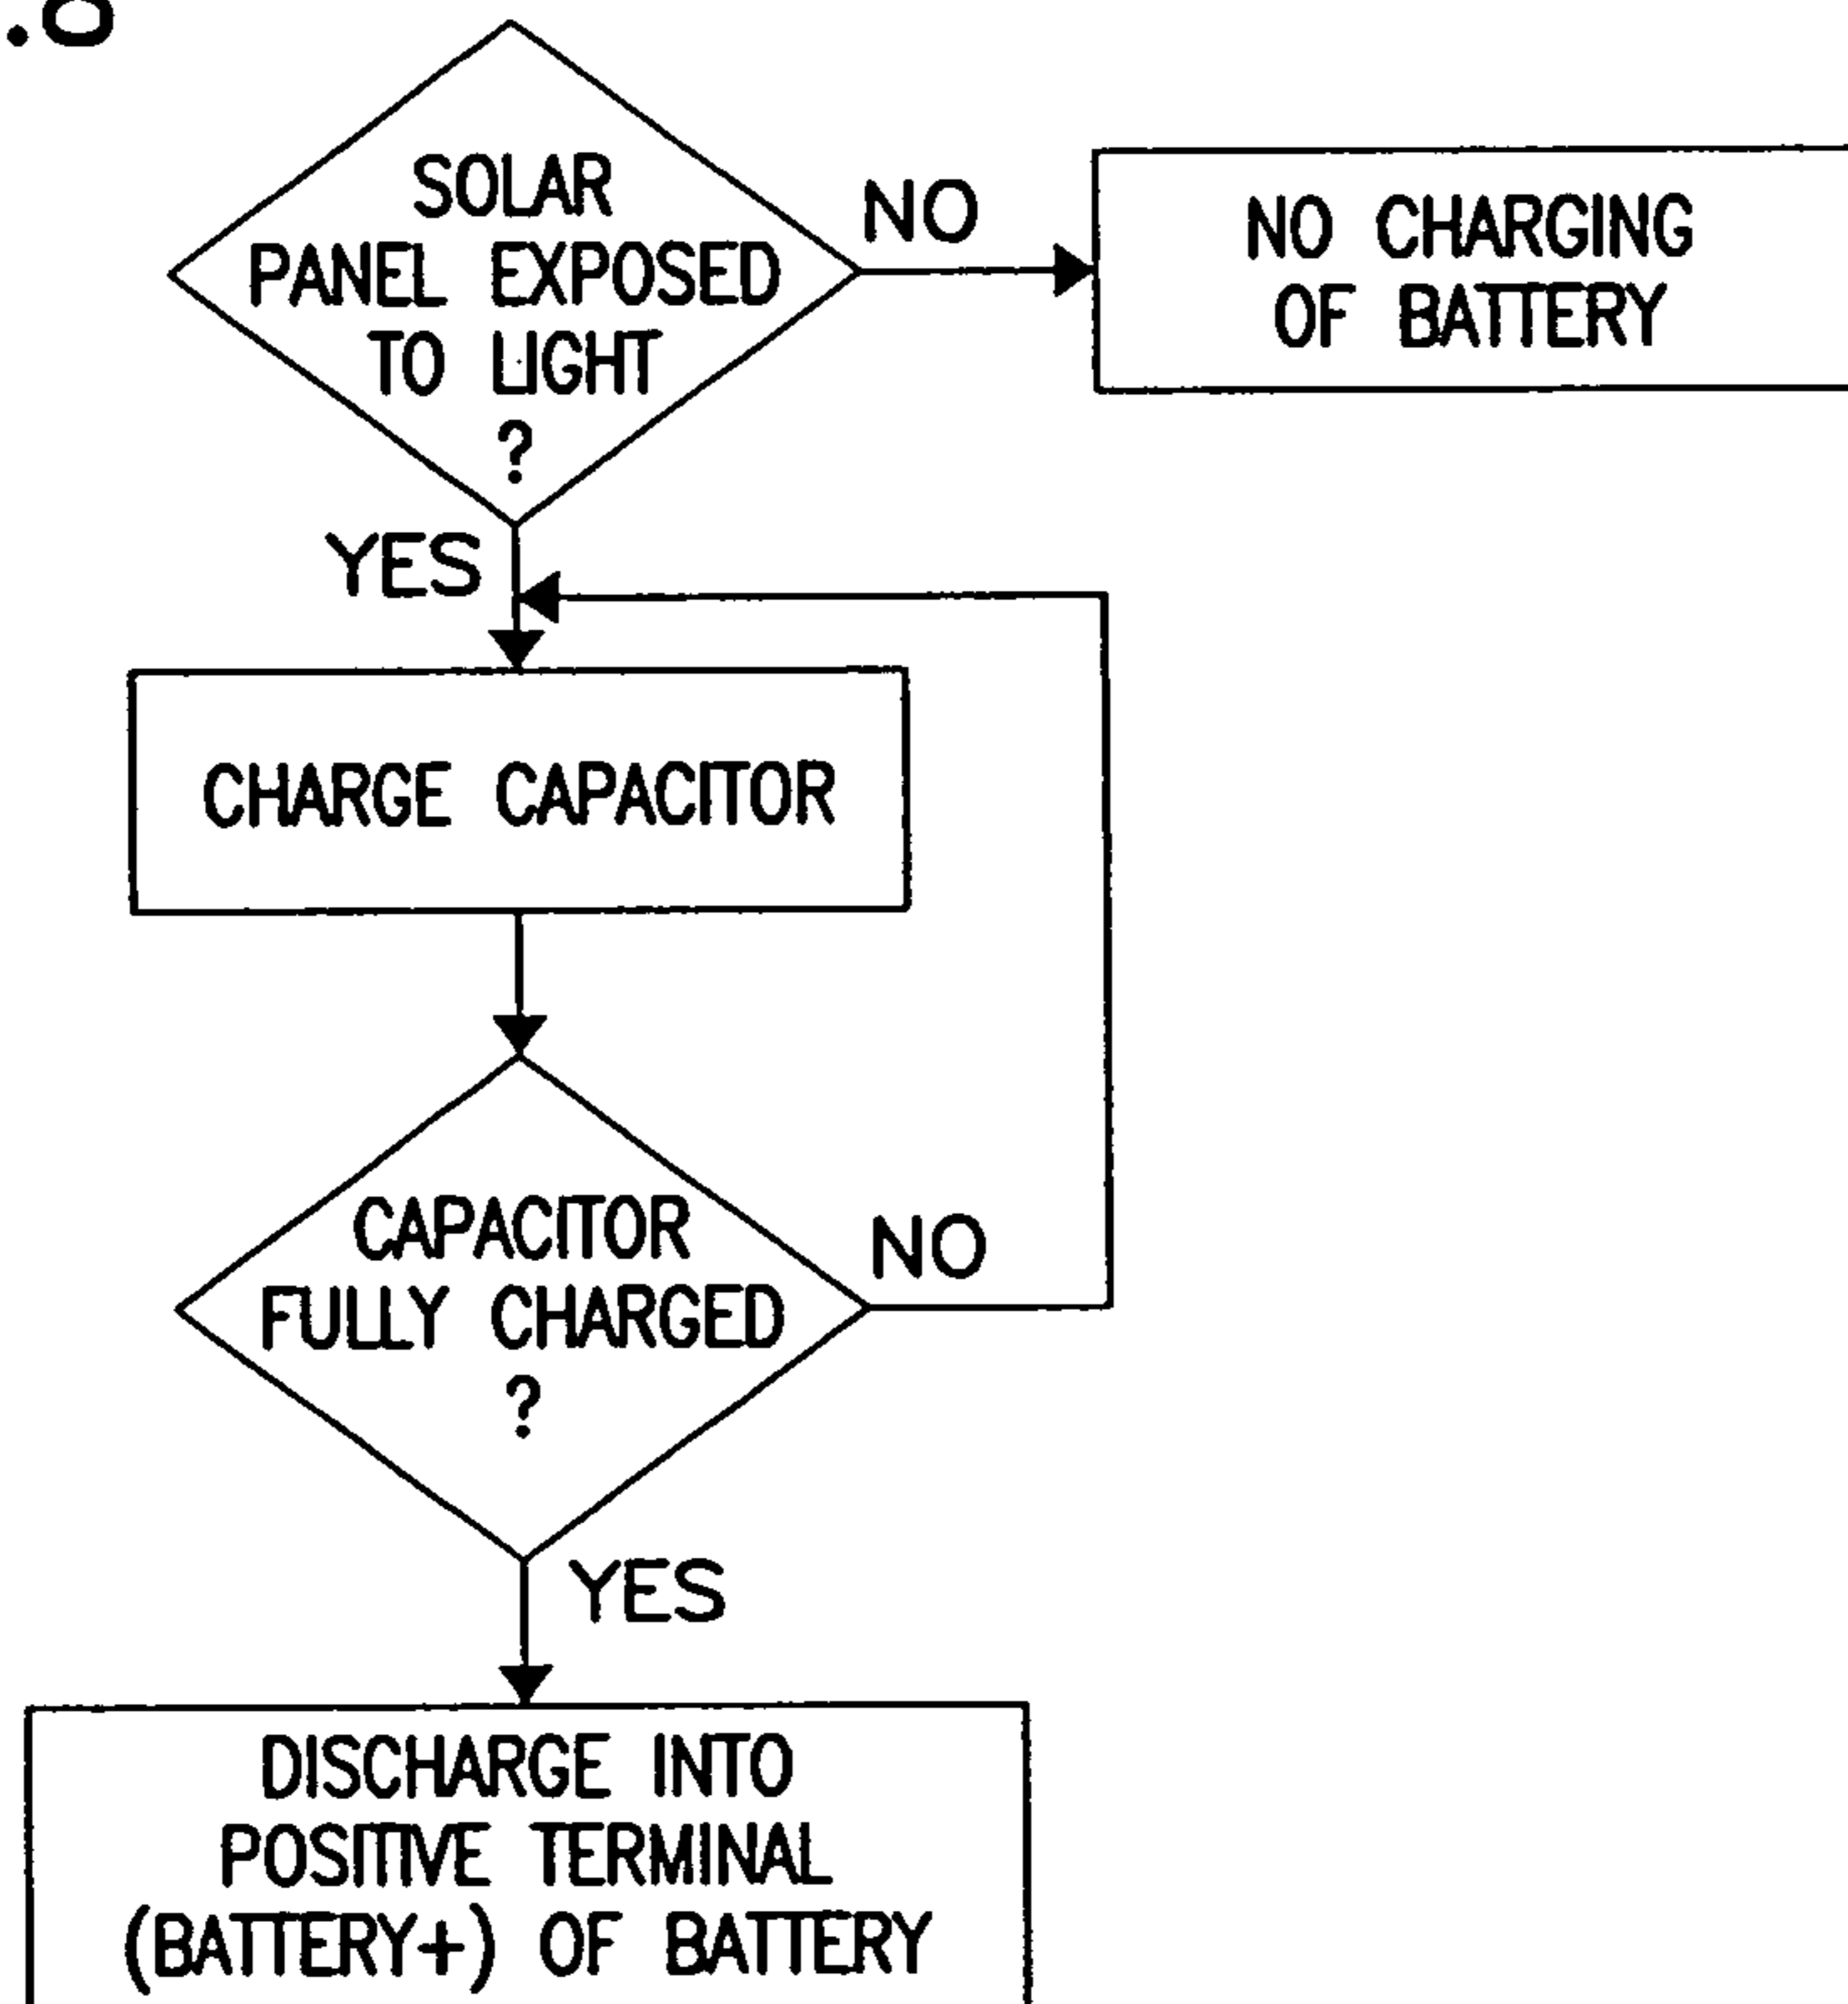 SOLAR
PANEL EXPOSED
TO LIGHT
?
NO
NO CHARGING
OF BATTERY
YES
CHARGE CAPACITOR
CAPACITOR
FULLY CHARGED
?
NO
YES
DISCHARGE INTO
POSITIVE TERMINAL
(BATTERY+) OF BATTERY